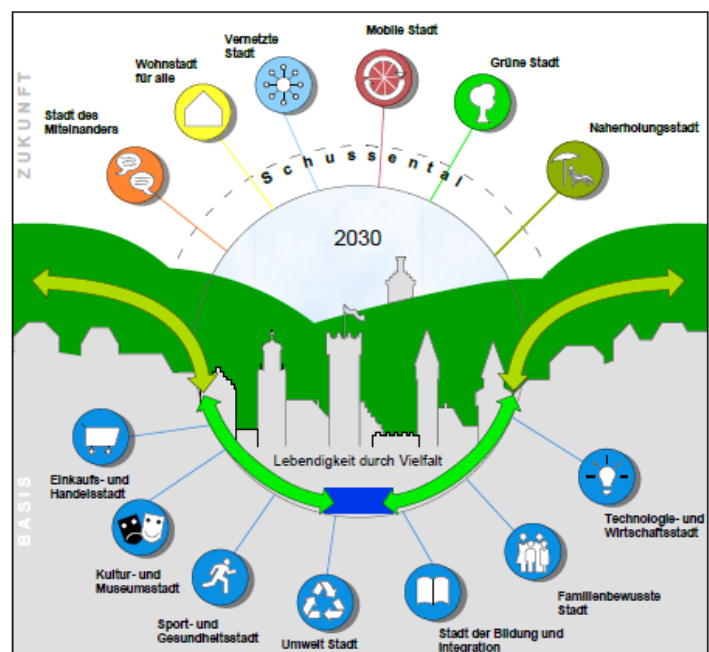 ZUKUNFT
Mobile Stadt
Vernetzte
Stadt
Wohnstadt
für alle
Grüne Stadt
Stadt des
Miteinanders
Naherholungsstadt
Schussental
2030
Lebendigkeit durch Vielfalt
BASIS
Einkaufs- und
Handelsstadt
Technologie- und
Wirtschaftsstadt
Kultur- und
Museumsstadt
Familienbewusste
Stadt
Sport- und
Gesundheitsstadt
Umwelt Stadt
Stadt der Bildung und
Integration